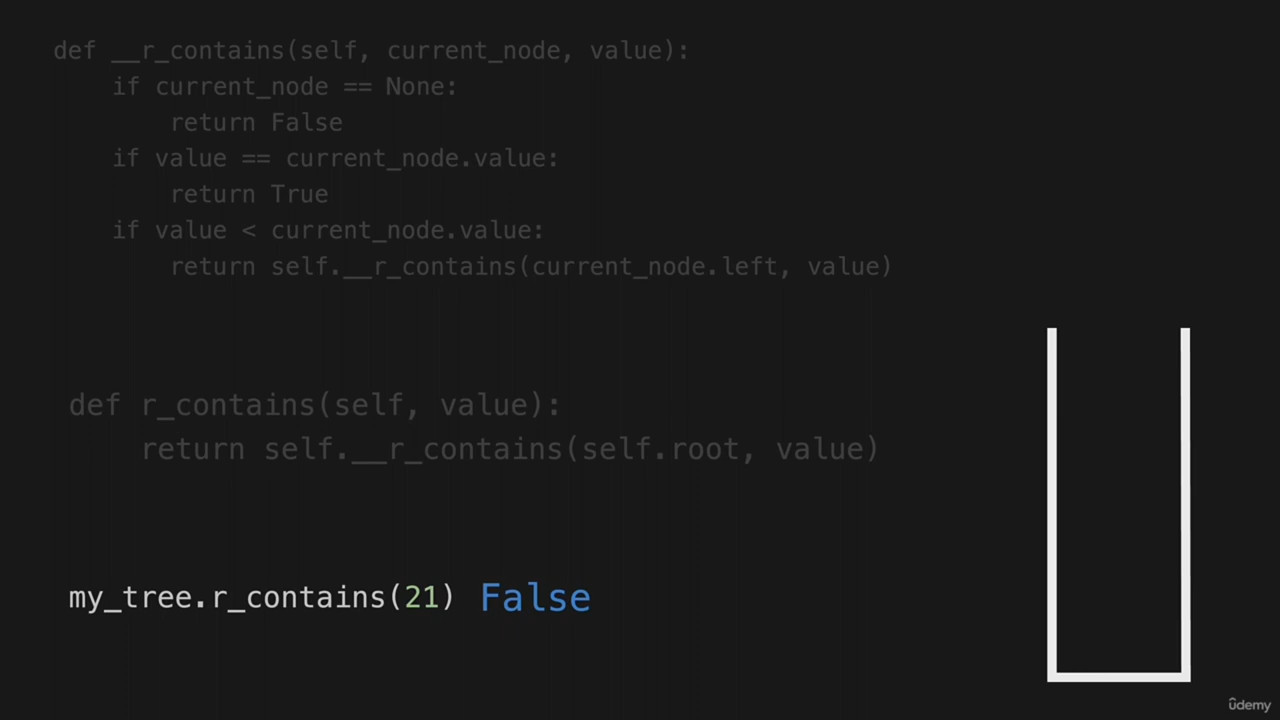 def __r_contains(self, current_node, value):
    if current_node == None:
        return False
    if value == current_node.value:
        return True
    if value < current_node.value:
        return self.__r_contains(current_node.left, value)
def r_contains(self, value):
    return self.__r_contains(self.root, value)
my_tree.r_contains(21) False
ûdemy